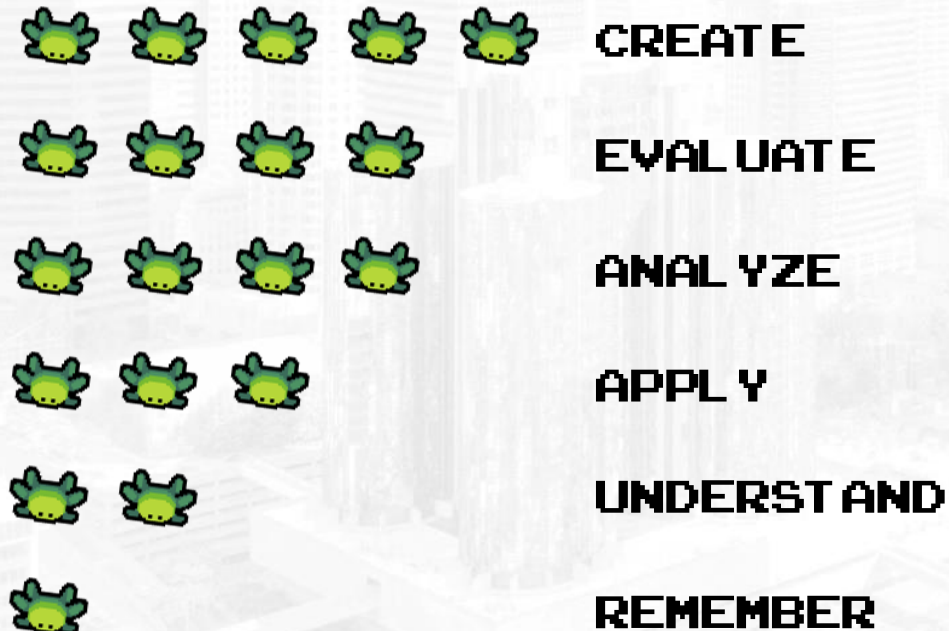 CREATE
EVALUATE
ANALYZE
APPLY
UNDERSTAND
REMEMBER